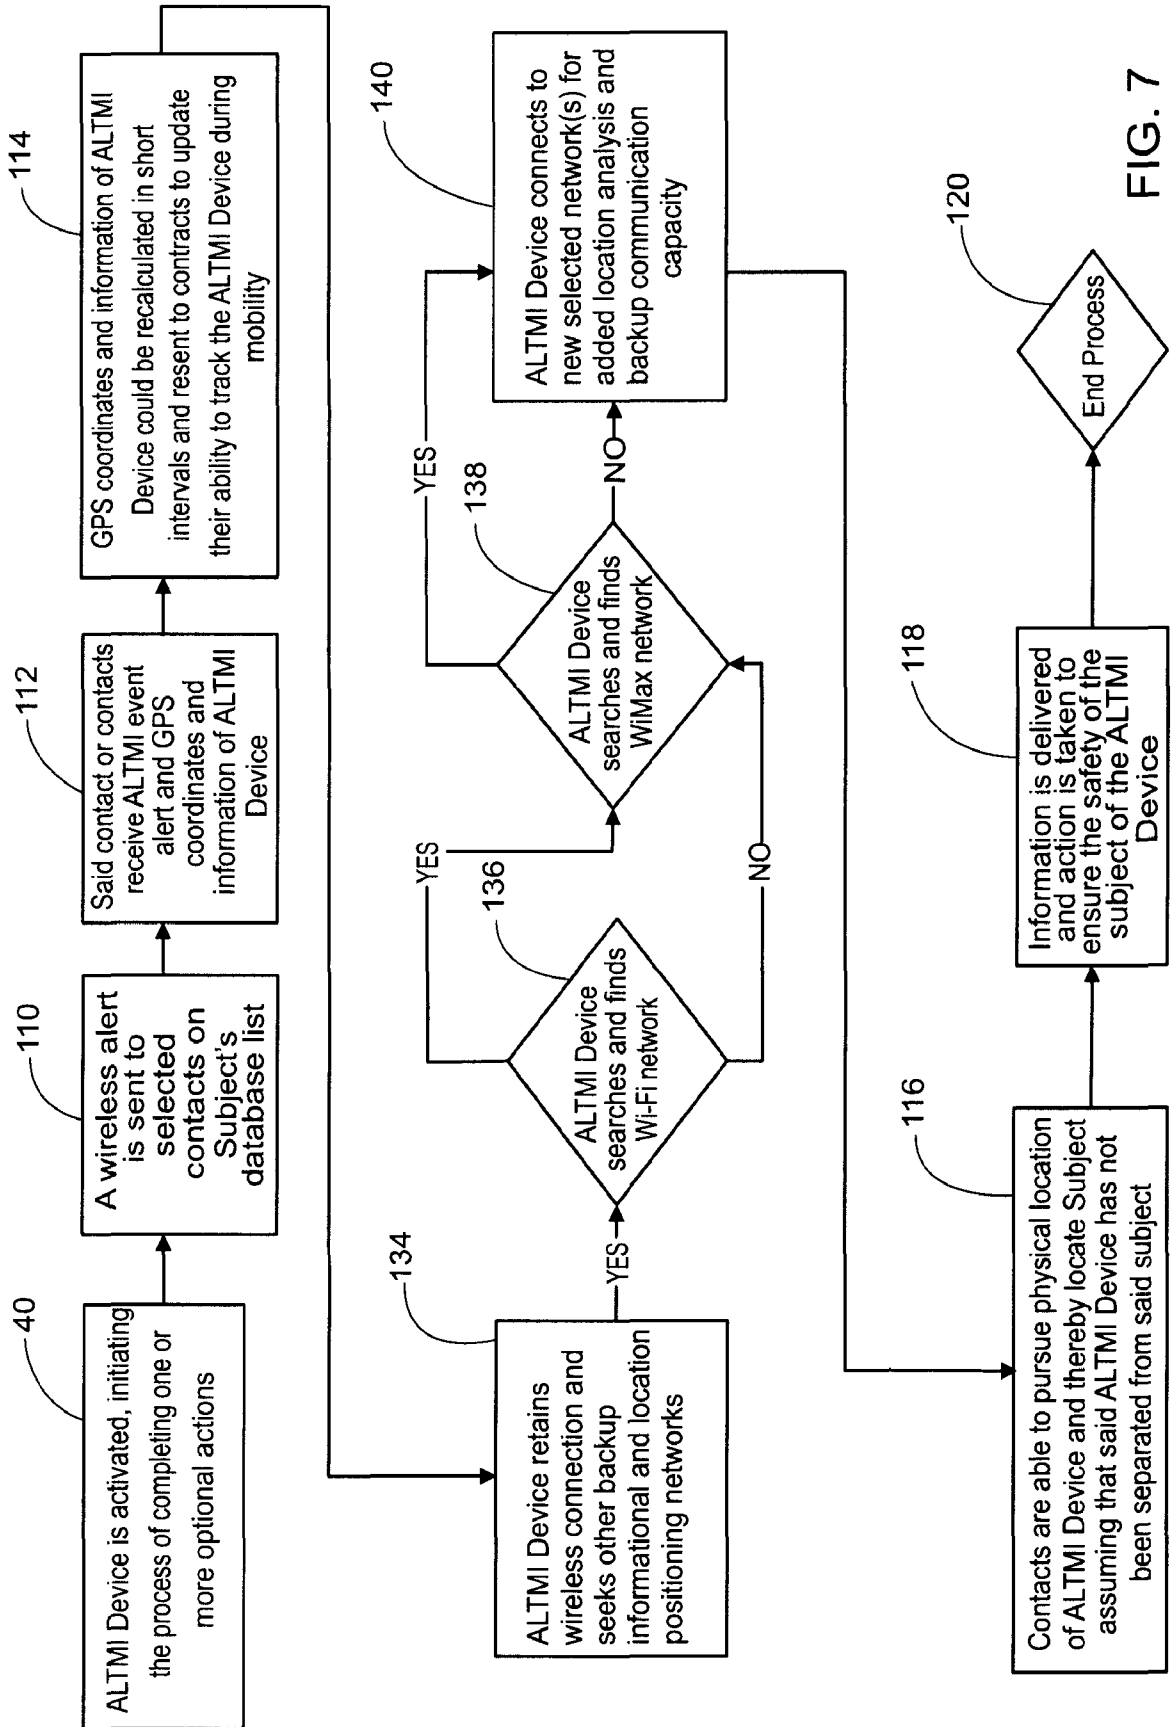 40
ALTMI Device is activated, initiating
the process of completing one or
more optional actions
110
A wireless alert
is sent to
selected
contacts on
Subject's
database list
112
Said contact or contacts
receive ALTMI event
alert and GPS
coordinates and
information of ALTMI
Device
114
GPS coordinates and information of ALTMI
Device could be recalculated in short
intervals and resent to contracts to update
their ability to track the ALTMI Device during
mobility
134
ALTMI Device retains
wireless connection and
seeks other backup
informational and location
positioning networks
YES
136
ALTMI Device
searches and finds
Wi-Fi network
YES
NO
138
ALTMI Device
searches and finds
WiMax network
YES
NO
140
ALTMI Device connects to
new selected network(s) for
added location analysis and
backup communication
capacity
116
Contacts are able to pursue physical location
of ALTMI Device and thereby locate Subject
assuming that said ALTMI Device has not
been separated from said subject
118
Information is delivered
and action is taken to
ensure the safety of the
subject of the ALTMI
Device
120
End Process
FIG. 7